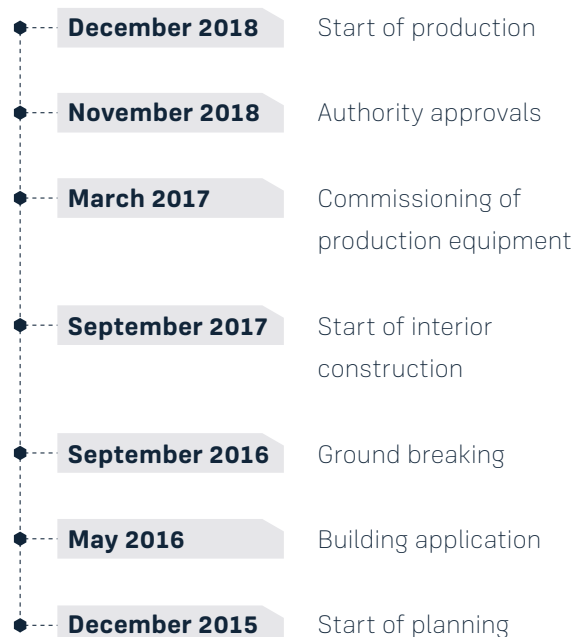 December 2018 Start of production
November 2018 Authority approvals
March 2017 Commissioning of
production equipment
September 2017 Start of interior
construction
September 2016 Ground breaking
May 2016 Building application
December 2015 Start of planning